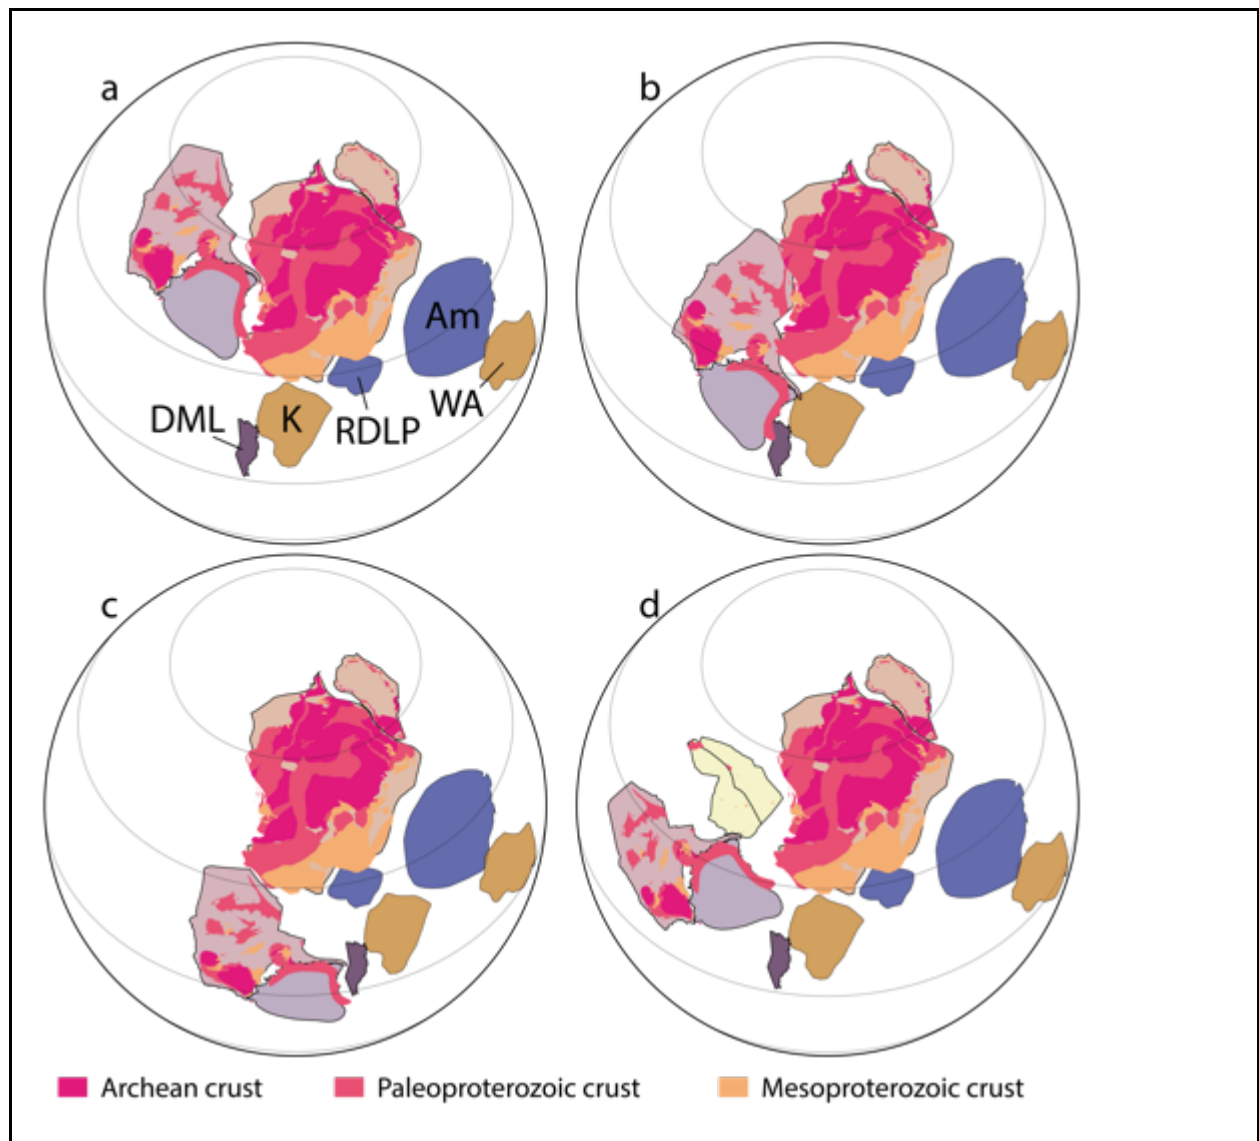 a
b
Am
DML
K
RDLP
WA
c
d
Archean crust
Paleoproterozoic crust
Mesoproterozoic crust